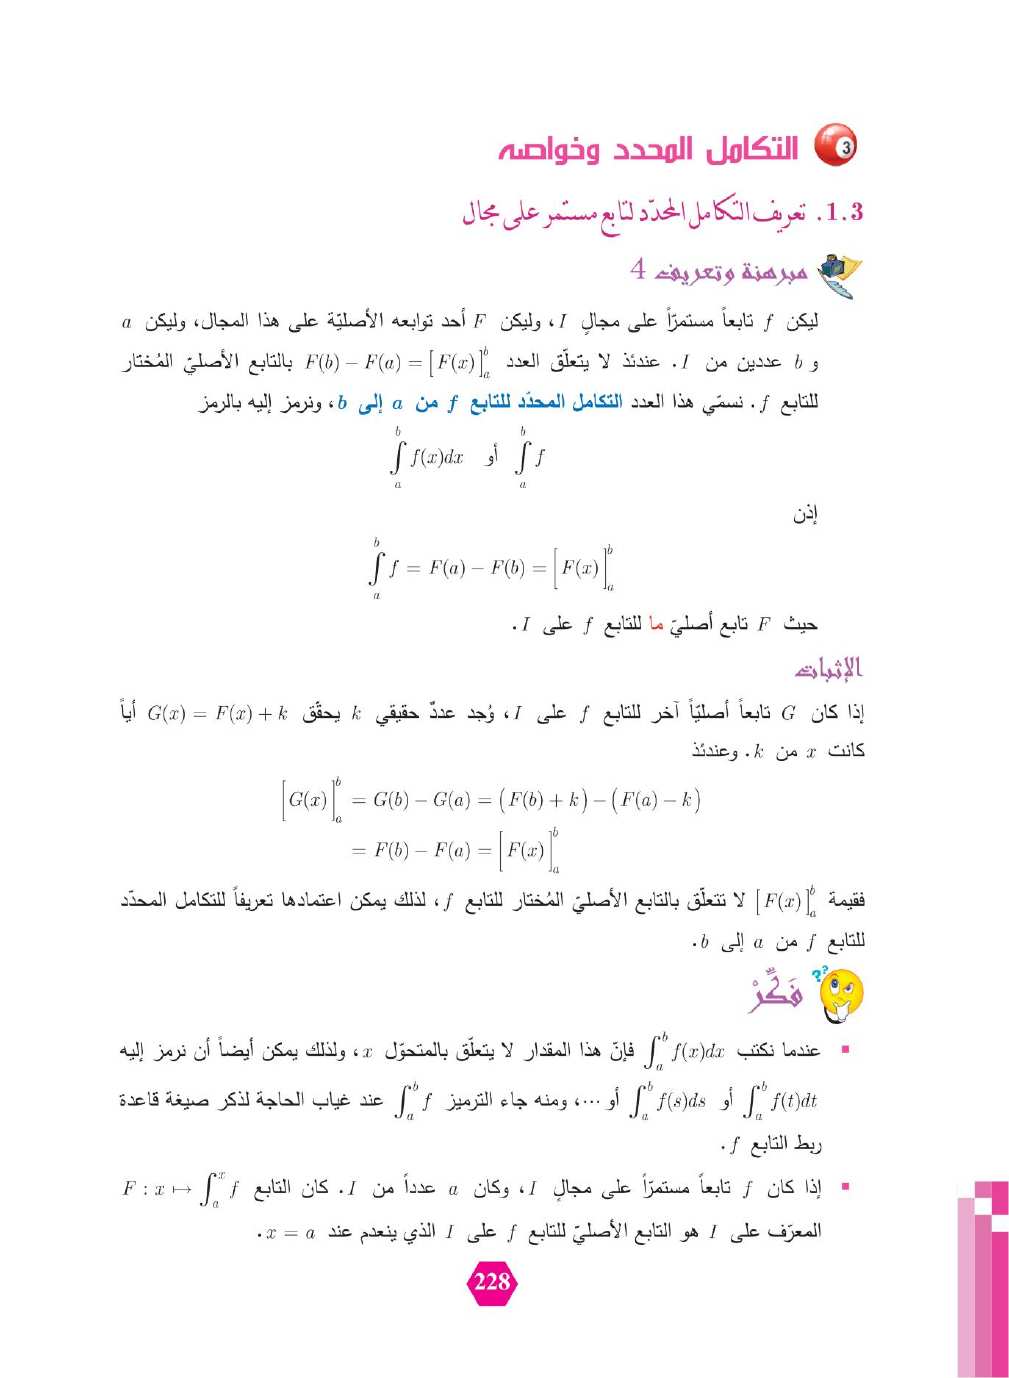 3 التكامل المحدد وخواصه
1.3. تعريف التكامل المحدّد لتابع مستمر على مجال
مبرهنة وتعريف 4
ليكن f تابعاً مستمرّاً على مجالٍ I، وليكن F أحد توابعه الأصليّة على هذا المجال، وليكن a
و b عددين من I. عندئذ لا يتعلّق العدد F(b) − F(a) = [F(x)]_a^b بالتابع الأصليّ المُختار
للتابع f. نسمّي هذا العدد التكامل المحدّد للتابع f من a إلى b، ونرمز إليه بالرمز
∫_a^b f أو ∫_a^b f(x)dx
إذن
∫_a^b f = F(a) − F(b) = [F(x)]_a^b
حيث F تابع أصليّ ما للتابع f على I.
الإثبات
إذا كان G تابعاً أصليّاً آخر للتابع f على I، وُجد عددٌ حقيقي k يحقّق G(x) = F(x) + k أياً
كانت x من k. وعندئذ
[G(x)]_a^b = G(b) − G(a) = (F(b) + k) − (F(a) − k)
= F(b) − F(a) = [F(x)]_a^b
فقيمة [F(x)]_a^b لا تتعلّق بالتابع الأصليّ المُختار للتابع f، لذلك يمكن اعتمادها تعريفاً للتكامل المحدّد
للتابع f من a إلى b.
?? فَكِّرْ
▪ عندما نكتب ∫_a^b f(x)dx فإنّ هذا المقدار لا يتعلّق بالمتحوّل x، ولذلك يمكن أيضاً أن نرمز إليه
∫_a^b f(t)dt أو ∫_a^b f(s)ds أو ⋯، ومنه جاء الترميز ∫_a^b f عند غياب الحاجة لذكر صيغة قاعدة
ربط التابع f.
▪ إذا كان f تابعاً مستمرّاً على مجالٍ I، وكان a عدداً من I. كان التابع F : x ↦ ∫_a^x f
المعرّف على I هو التابع الأصليّ للتابع f على I الذي ينعدم عند x = a.
228